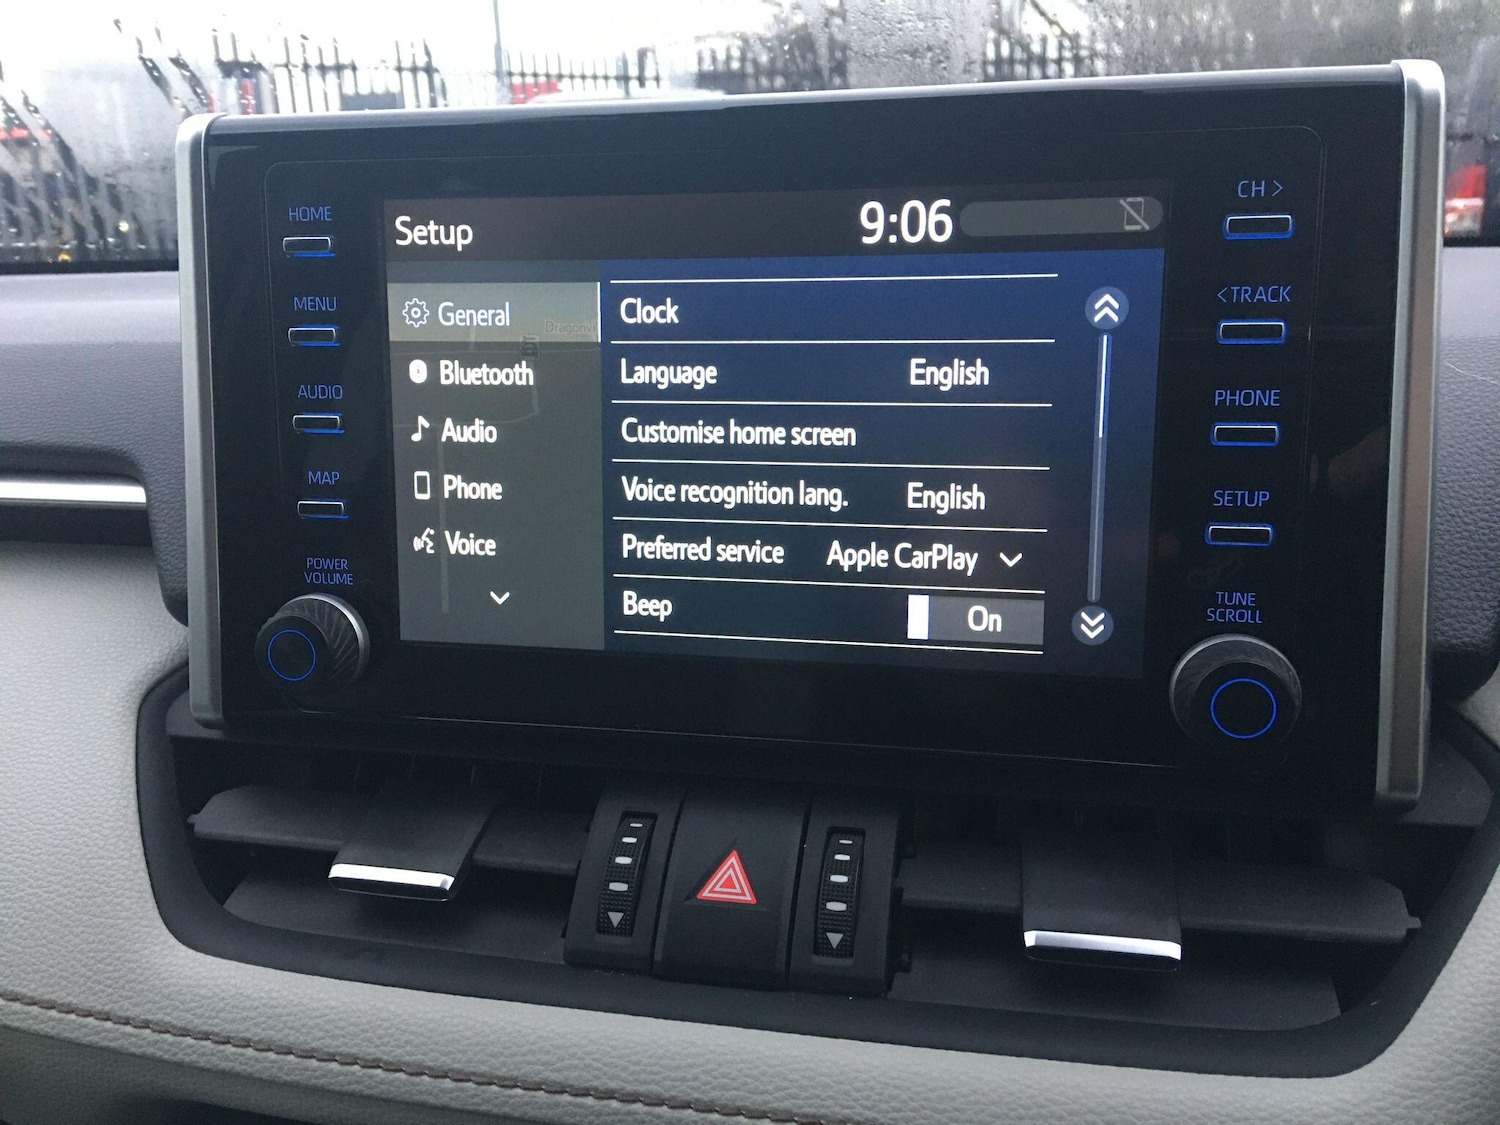 HOME
MENU
AUDIO
MAP
POWER
VOLUME
Setup
9:06
General
Bluetooth
Audio
Phone
Voice
Clock
Language English
Customise home screen
Voice recognition lang. English
Preferred service Apple CarPlay
Beep On
CH >
< TRACK
PHONE
SETUP
TUNE
SCROLL